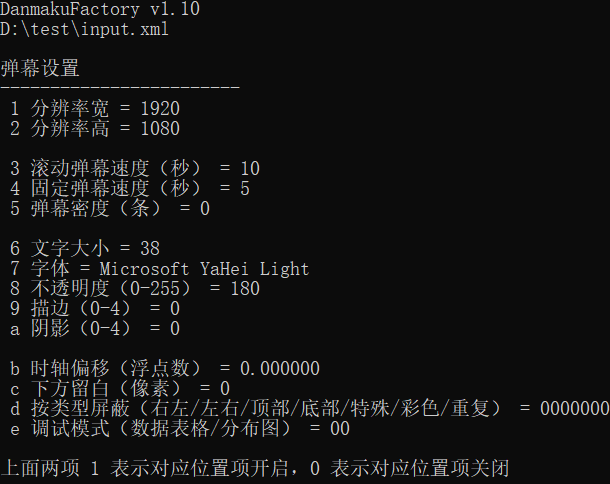 DanmakuFactory v1.10
D:\test\input.xml
弹幕设置
------------------------
1 分辨率宽 = 1920
2 分辨率高 = 1080
3 滚动弹幕速度（秒） = 10
4 固定弹幕速度（秒） = 5
5 弹幕密度（条） = 0
6 文字大小 = 38
7 字体 = Microsoft YaHei Light
8 不透明度（0-255） = 180
9 描边（0-4） = 0
a 阴影（0-4） = 0
b 时轴偏移（浮点数） = 0.000000
c 下方留白（像素） = 0
d 按类型屏蔽（右左/左右/顶部/底部/特殊/彩色/重复） = 0000000
e 调试模式（数据表格/分布图） = 00
上面两项 1 表示对应位置项开启，0 表示对应位置项关闭